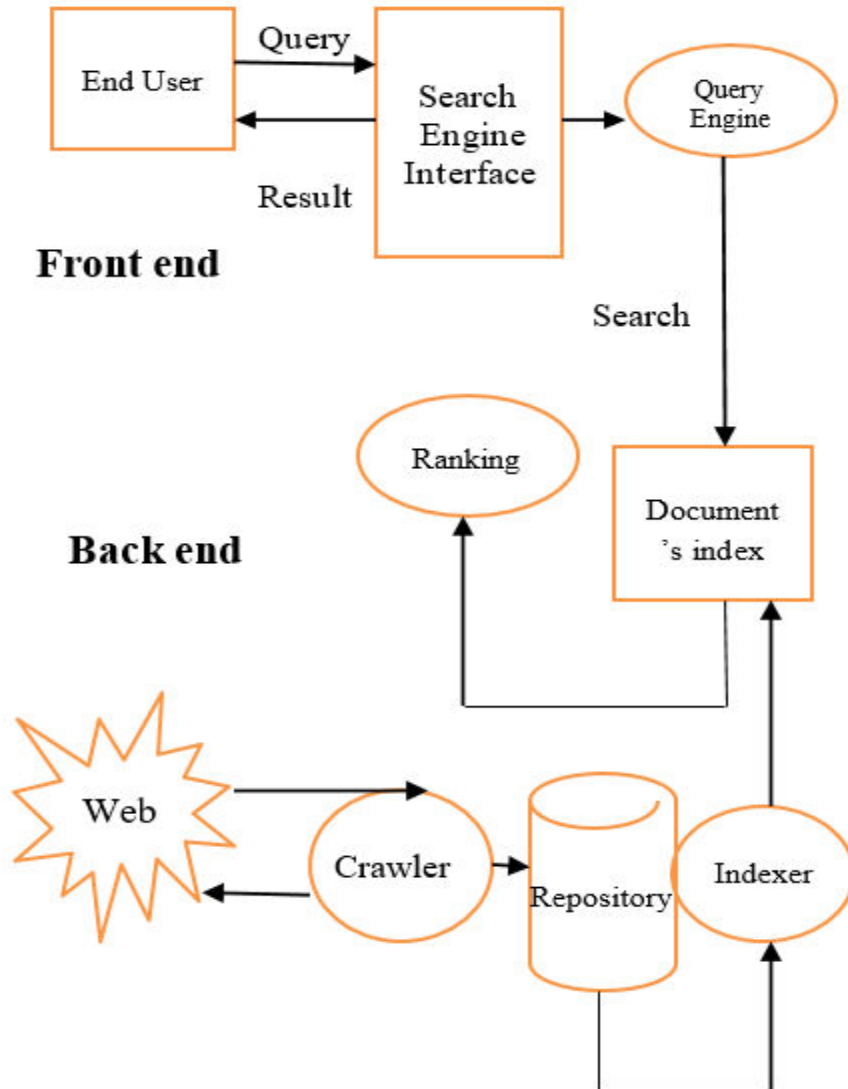 Query
End User
Search
Engine
Interface
Query
Engine
Result
Front end
Search
Ranking
Document
’s index
Back end
Web
Crawler
Repository
Indexer